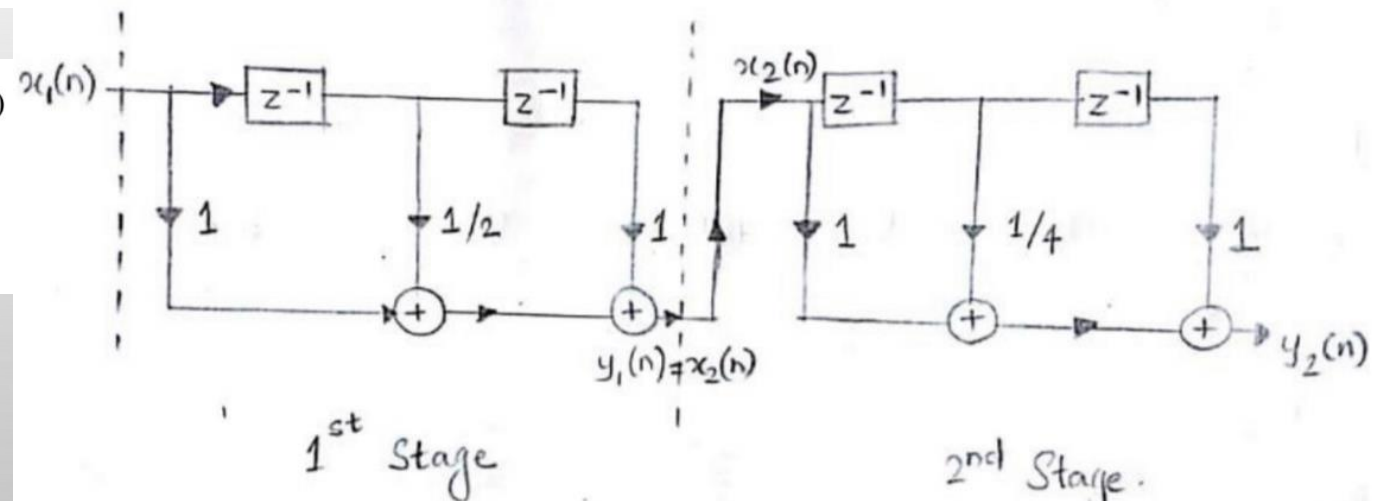 x₁(n) z⁻¹ z⁻¹ x₂(n) z⁻¹ z⁻¹
1 1/2 1 1 1/4 1
+ + + +
y₁(n)=x₂(n) y₂(n)
1st Stage 2nd Stage.